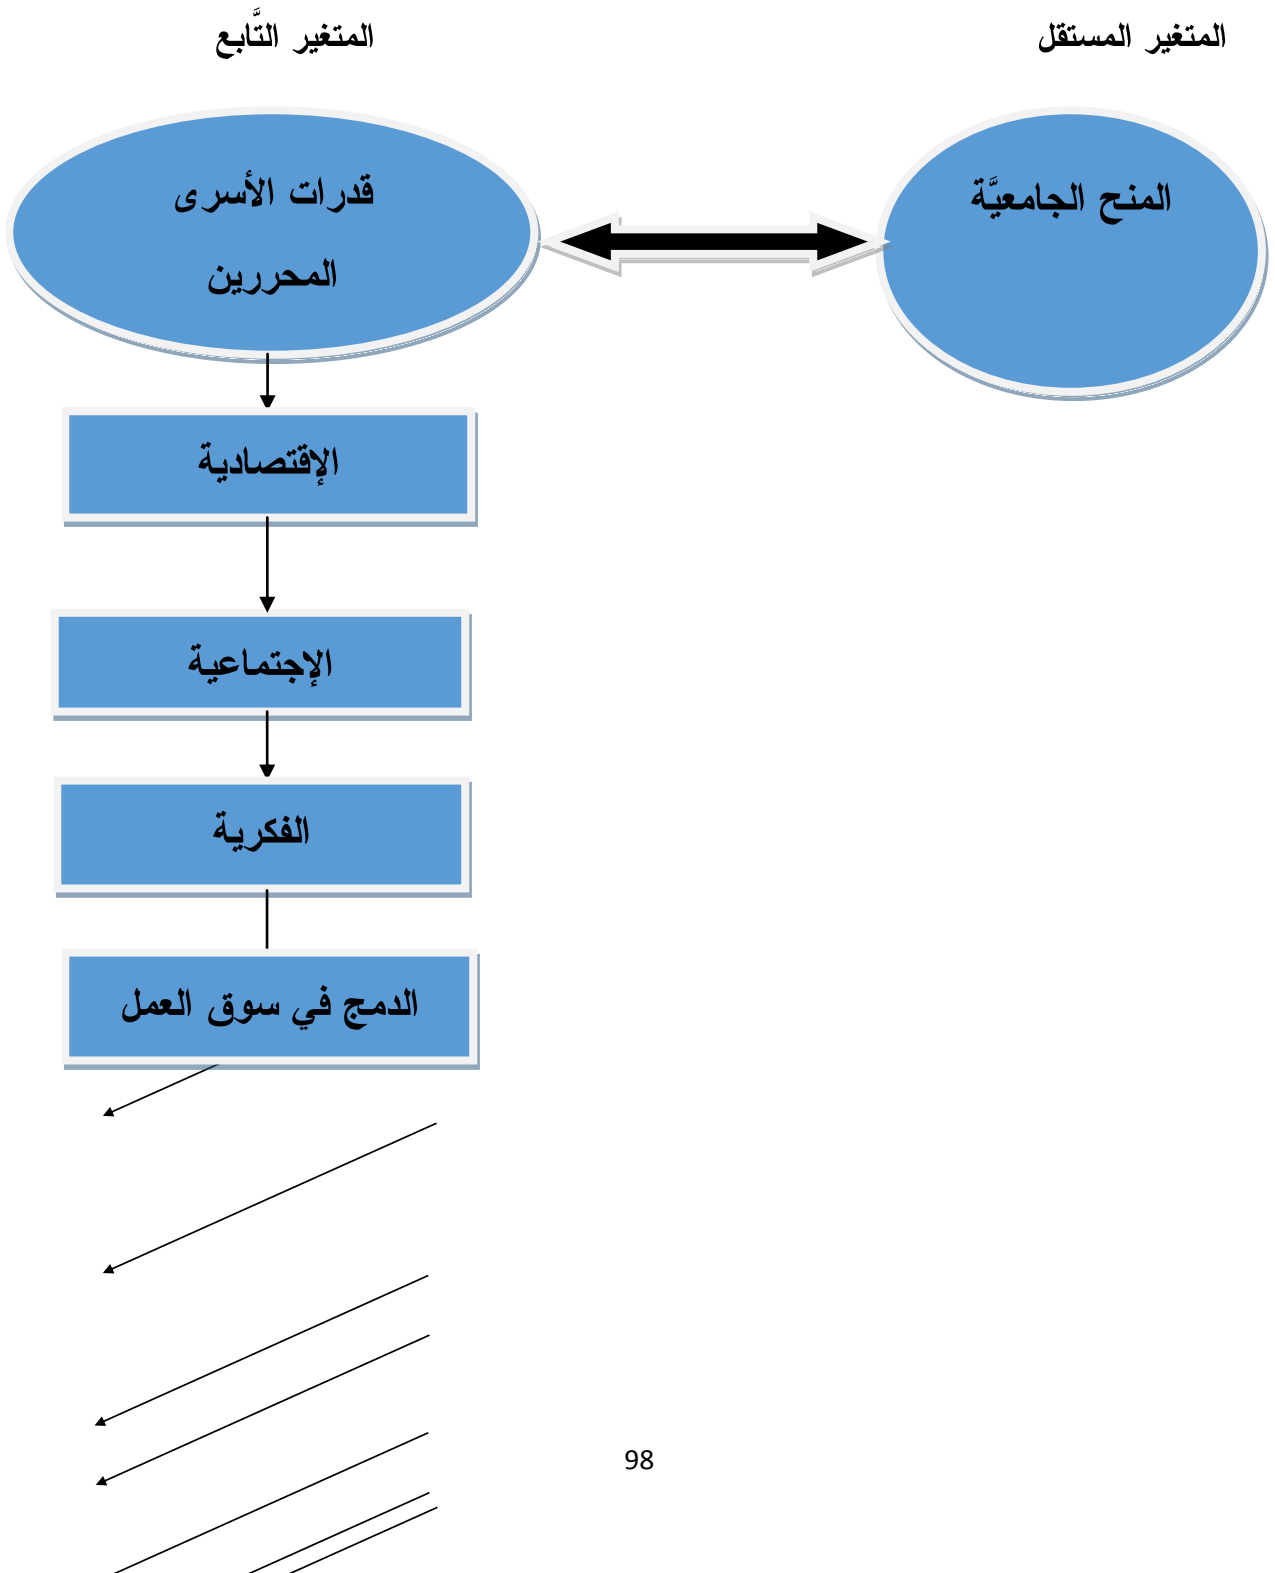 المتغير المستقل
المتغير التَّابع
المنح الجامعيَّة
قدرات الأسرى
المحررين
الإقتصادية
الإجتماعية
الفكرية
الدمج في سوق العمل
98